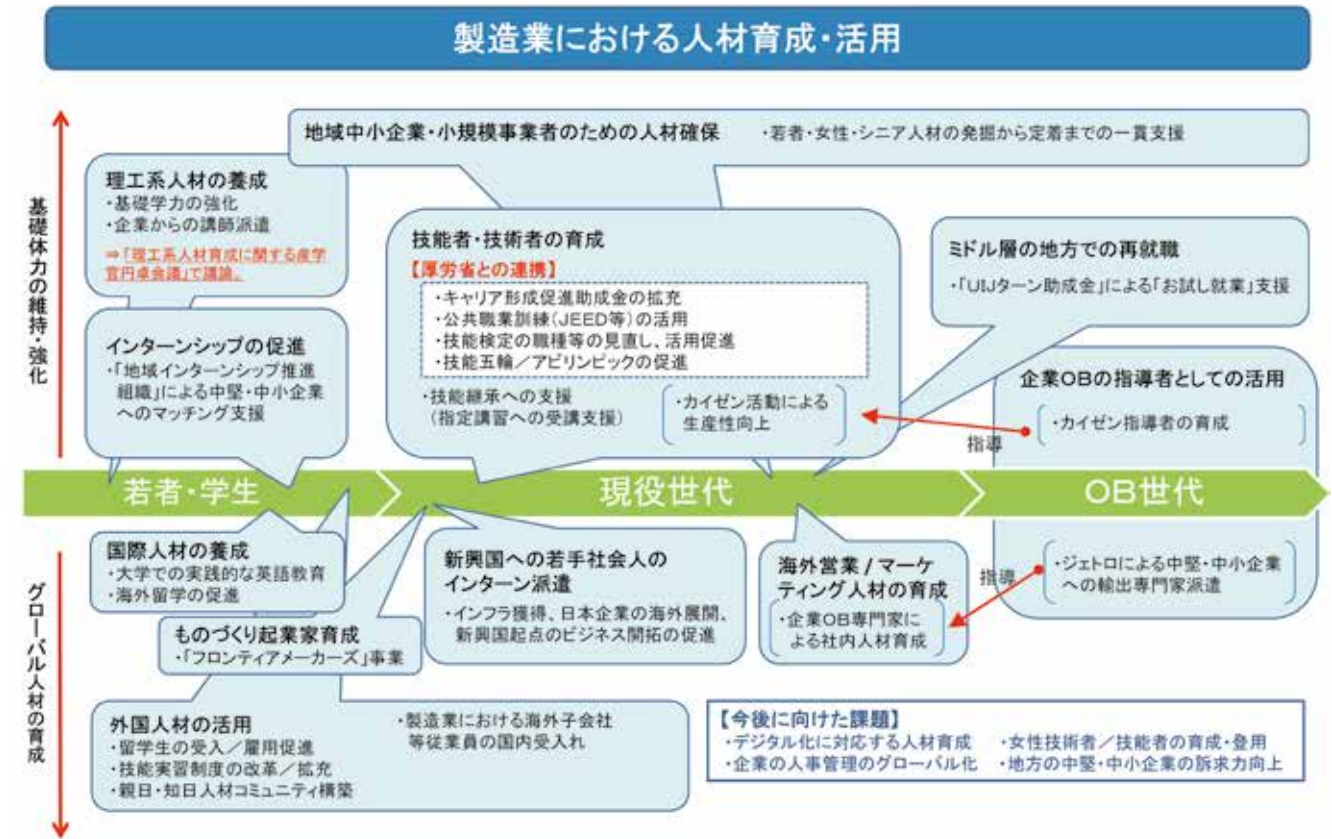 製造業における人材育成・活用
基礎体力の維持・強化
地域中小企業・小規模事業者のための人材確保
・若者・女性・シニア人材の発掘から定着までの一貫支援
理工系人材の養成
・基礎学力の強化
・企業からの講師派遣
⇒「理工系人材育成に関する産学
官円卓会議」で議論。
インターンシップの促進
・「地域インターンシップ推進
組織」による中堅・中小企業
へのマッチング支援
技能者・技術者の育成
【厚労省との連携】
・キャリア形成促進助成金の拡充
・公共職業訓練(JEED等)の活用
・技能検定の職種等の見直し、活用促進
・技能五輪/アビリンピックの促進
・技能継承への支援
(指定講習への受講支援)
・カイゼン活動による
生産性向上
ミドル層の地方での再就職
・「UIJターン助成金」による「お試し就業」支援
企業OBの指導者としての活用
・カイゼン指導者の育成
指導
若者・学生
現役世代
OB世代
グローバル人材の育成
国際人材の養成
・大学での実践的な英語教育
・海外留学の促進
ものづくり起業家育成
・「フロンティアメーカーズ」事業
新興国への若手社会人の
インターン派遣
・インフラ獲得、日本企業の海外展開、
新興国起点のビジネス開拓の促進
海外営業/マーケ
ティング人材の育成
・企業OB専門家に
よる社内人材育成
指導
・ジェトロによる中堅・中小企業
への輸出専門家派遣
外国人材の活用
・留学生の受入/雇用促進
・技能実習制度の改革/拡充
・親日・知日人材コミュニティ構築
・製造業における海外子会社
等従業員の国内受入れ
【今後に向けた課題】
・デジタル化に対応する人材育成
・女性技術者/技能者の育成・登用
・企業の人事管理のグローバル化
・地方の中堅・中小企業の訴求力向上